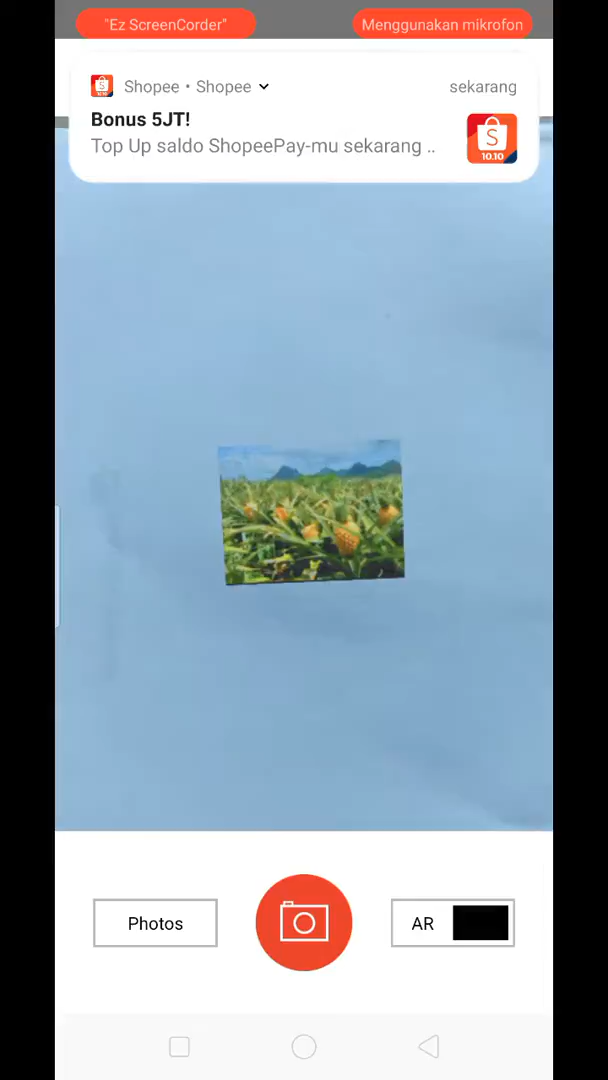 "Ez ScreenCorder"
Menggunakan mikrofon
Shopee • Shopee
sekarang
Bonus 5JT!
Top Up saldo ShopeePay-mu sekarang ..
S
10.10
Photos
AR